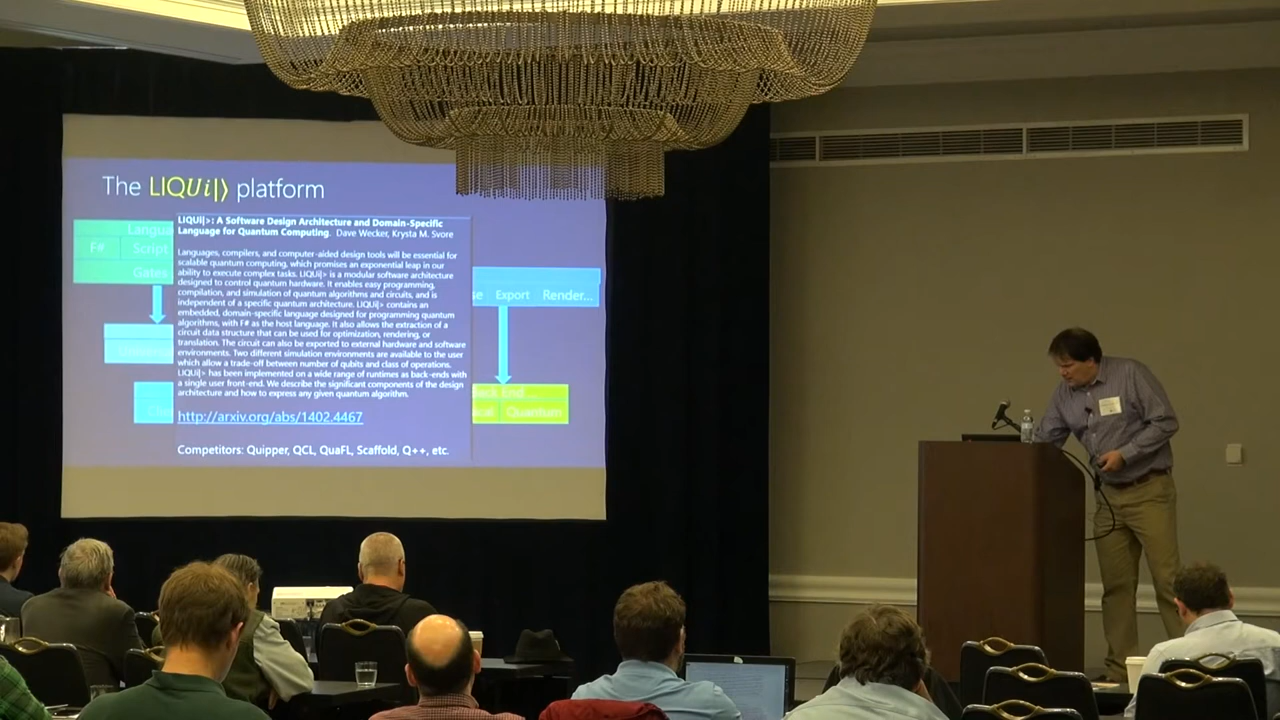 The LIQUi|⟩ platform
LIQUi|>: A Software Design Architecture and Domain-Specific
Language for Quantum Computing. Dave Wecker, Krysta M. Svore
Languages, compilers, and computer-aided design tools will be essential for
scalable quantum computing, which promises an exponential leap in our
ability to execute complex tasks. LIQUi|> is a modular software architecture
designed to control quantum hardware. It enables easy programming,
compilation, and simulation of quantum algorithms and circuits, and is
independent of a specific quantum architecture. LIQUi|> contains an
embedded, domain-specific language designed for programming quantum
algorithms, with F# as the host language. It also allows the extraction of a
circuit data structure that can be used for optimization, rendering, or
translation. The circuit can also be exported to external hardware and software
environments. Two different simulation environments are available to the user
which allow a trade-off between number of qubits and class of operations.
LIQUi|> has been implemented on a wide range of runtimes as back-ends with
a single user front-end. We describe the significant components of the design
architecture and how to express any given quantum algorithm.
http://arxiv.org/abs/1402.4467
Competitors: Quipper, QCL, QuaFL, Scaffold, Q++, etc.
Langua
F# Script
Gates
se Export Render...
Back End
cal Quantum